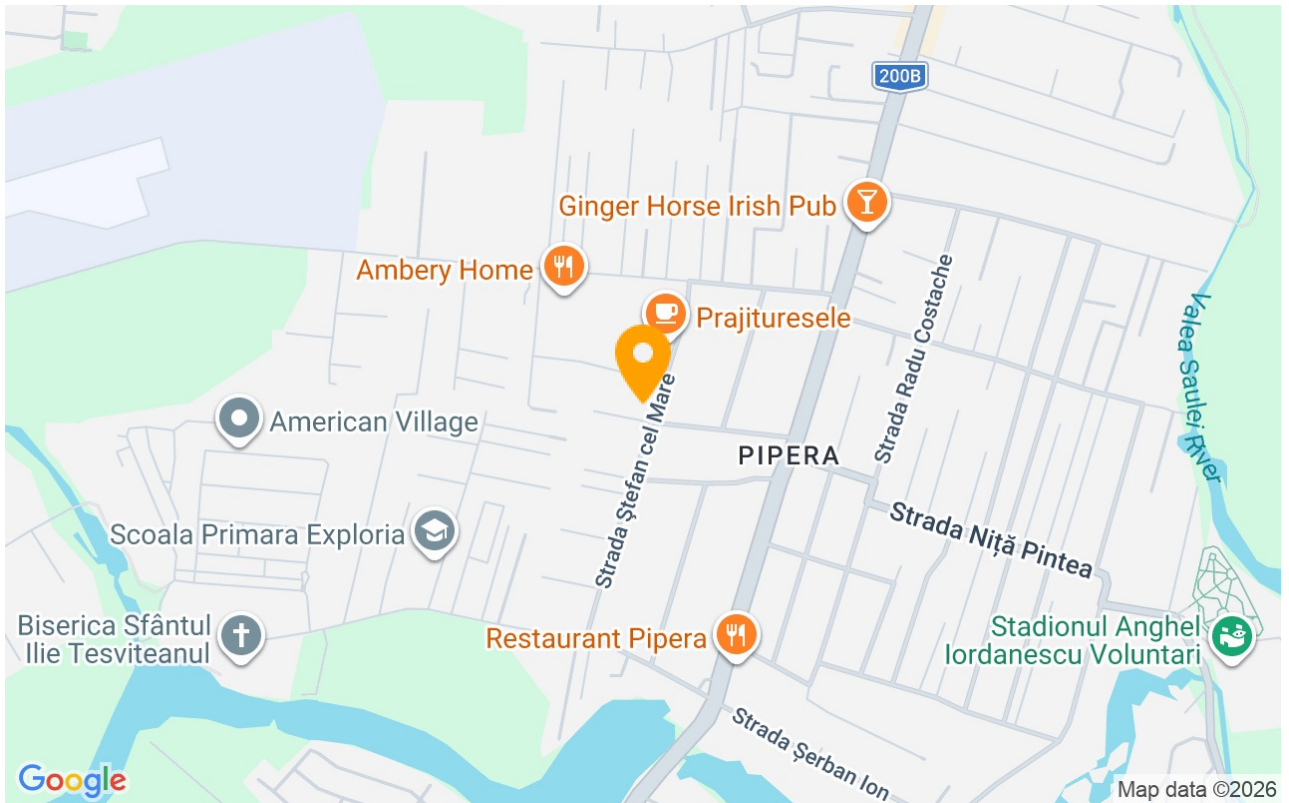 200B
Ginger Horse Irish Pub
Ambery Home
Prajituresele
Strada Radu Costache
Valea Saulei River
American Village
Strada Ștefan cel Mare
PIPERA
Scoala Primara Exploria
Strada Niță Pintea
Biserica Sfântul
Ilie Tesviteanul
Restaurant Pipera
Stadionul Anghel
Iordanescu Voluntari
Strada Șerban Ion
Google
Map data ©2026